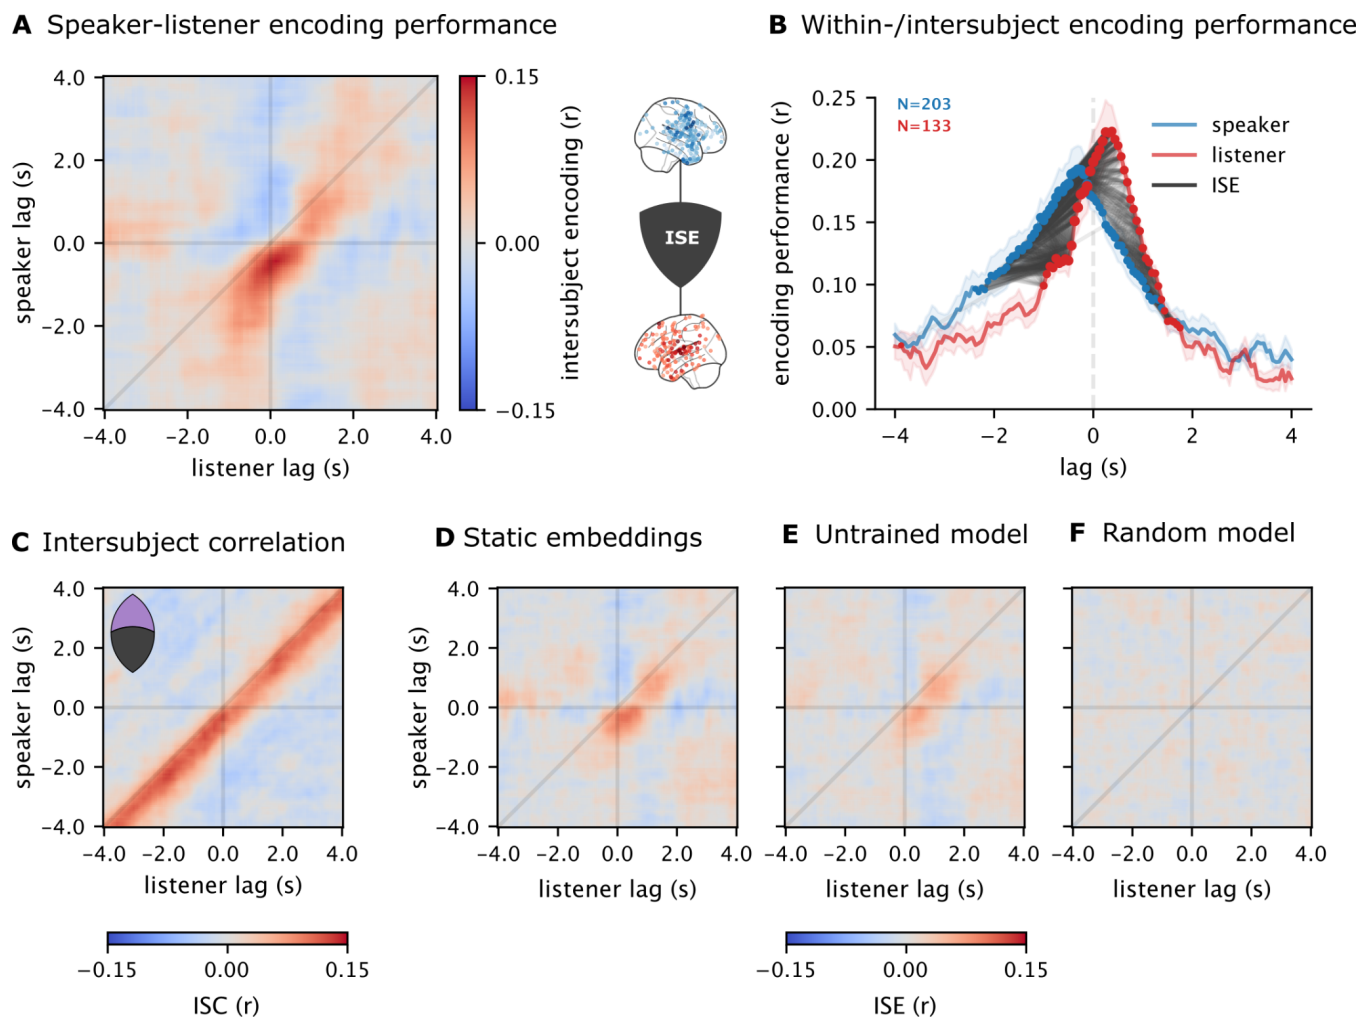 A Speaker-listener encoding performance
4.0
2.0
0.0
−2.0
−4.0
speaker lag (s)
−4.0 −2.0 0.0 2.0 4.0
listener lag (s)
0.15
0.00
−0.15
intersubject encoding (r)
ISE
B Within-/intersubject encoding performance
N=203
N=133
speaker
listener
ISE
0.25
0.20
0.15
0.10
0.05
0.00
encoding performance (r)
−4 −2 0 2 4
lag (s)
C Intersubject correlation
4.0
2.0
0.0
−2.0
−4.0
speaker lag (s)
−4.0 −2.0 0.0 2.0 4.0
listener lag (s)
−0.15 0.00 0.15
ISC (r)
D Static embeddings
4.0
2.0
0.0
−2.0
−4.0
speaker lag (s)
−4.0 −2.0 0.0 2.0 4.0
listener lag (s)
E Untrained model
−4.0 −2.0 0.0 2.0 4.0
listener lag (s)
F Random model
−4.0 −2.0 0.0 2.0 4.0
listener lag (s)
−0.15 0.00 0.15
ISE (r)